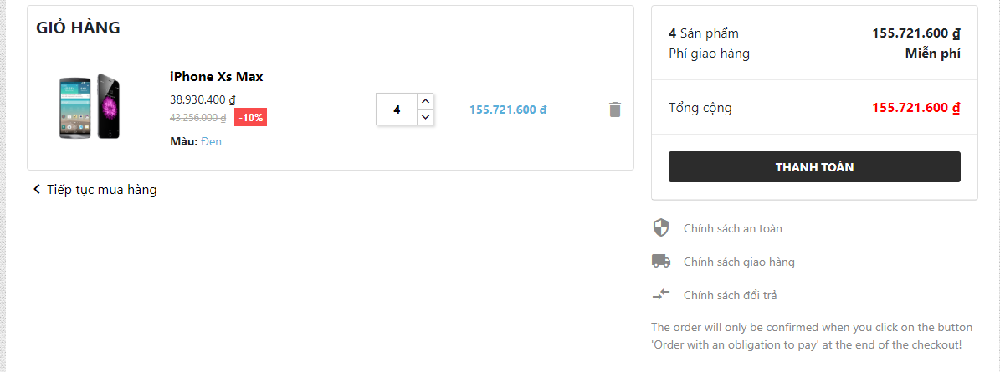 GIỎ HÀNG
iPhone Xs Max
38.930.400 ₫
43.256.000 ₫ -10%
Màu: Đen
4
155.721.600 ₫
Tiếp tục mua hàng
4 Sản phẩm 155.721.600 ₫
Phí giao hàng Miễn phí
Tổng cộng 155.721.600 ₫
THANH TOÁN
Chính sách an toàn
Chính sách giao hàng
Chính sách đổi trả
The order will only be confirmed when you click on the button
'Order with an obligation to pay' at the end of the checkout!